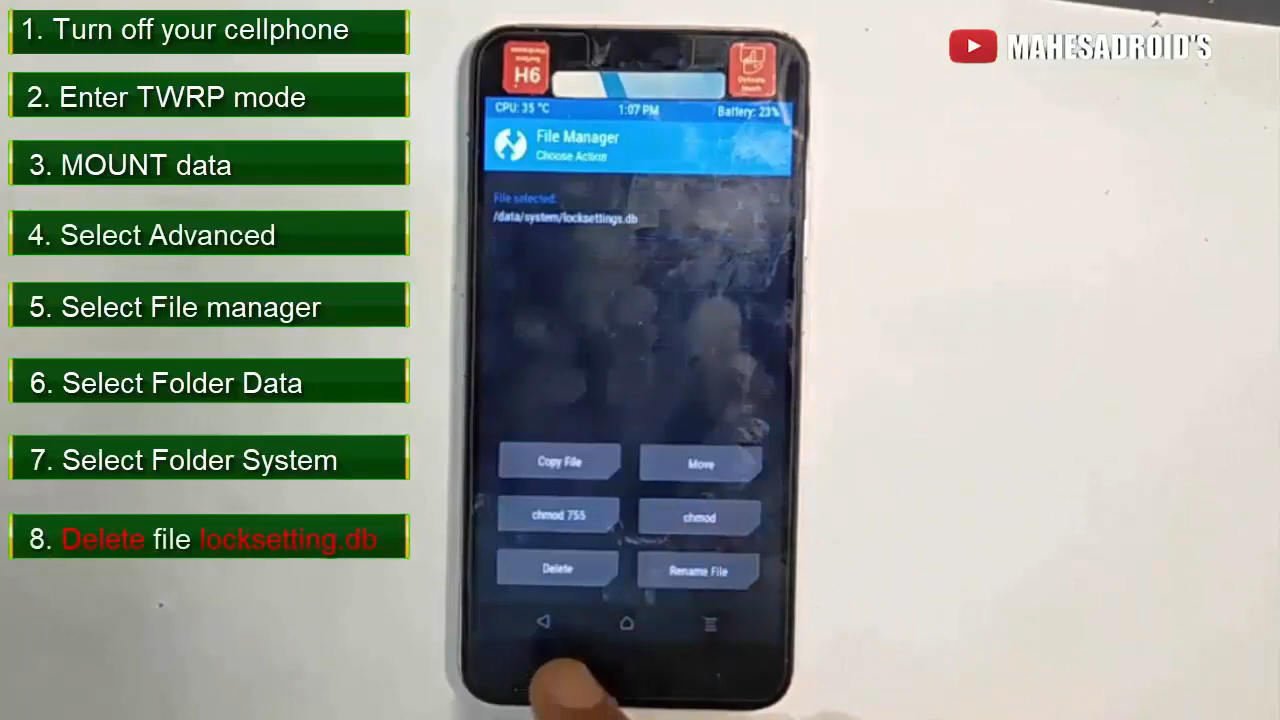 1. Turn off your cellphone
2. Enter TWRP mode
3. MOUNT data
4. Select Advanced
5. Select File manager
6. Select Folder Data
7. Select Folder System
8. Delete file locksetting.db
MAHESADROID'S
H6
CPU: 35 °C 1:07 PM Battery: 23%
File Manager
Choose Action
File selected:
/data/system/locksettings.db
Copy File Move
chmod 755 chmod
Delete Rename File